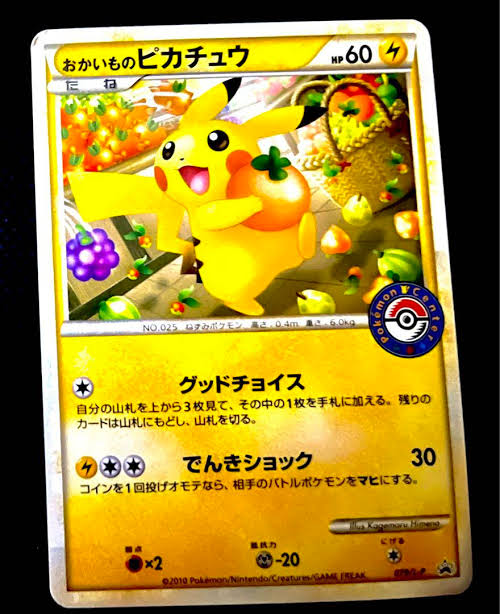 おかいものピカチュウ HP60
たね
NO.025 ねずみポケモン 高さ:0.4m 重さ:6.0kg
Pokémon Center
グッドチョイス
自分の山札を上から3枚見て、その中の1枚を手札に加える。残りの
カードは山札にもどし、山札を切る。
でんきショック 30
コインを1回投げオモテなら、相手のバトルポケモンをマヒにする。
Illus. Kagemaru Himeno
弱点 抵抗力 にげる
×2 -20
©2010 Pokémon/Nintendo/Creatures/GAME FREAK. 079/L-P